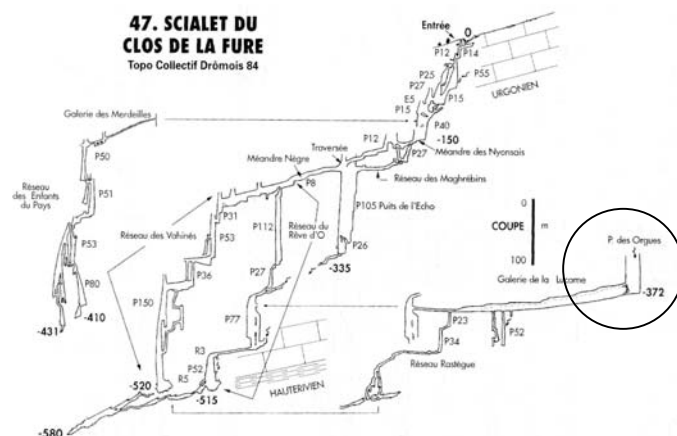 47. SCIALET DU
CLOS DE LA FURE
Topo Collectif Drômois 84
Entrée
0
P12
P14
P25
P55
P27
E5
P15
P15
URGONIEN
Galerie des Merdeilles
P40
-150
P12
Traversée
P27
Méandre des Nyonsais
P50
Méandre Nègre
P8
Réseau des Maghrébins
Réseau
des Enfants
du Pays
P51
P31
P105 Puits de l'Echo
0
COUPE
m
100
Réseau des Vahinés
P112
Réseau du
Rêve d'O
P53
P53
P26
P. des Orgues
P36
-335
Galerie de la Lucarne
P80
P27
-372
P150
-410
-431
P77
P23
P52
P34
R3
Réseau Rastègue
P52
-520
R5
-515
HAUTERIVIEN
-580